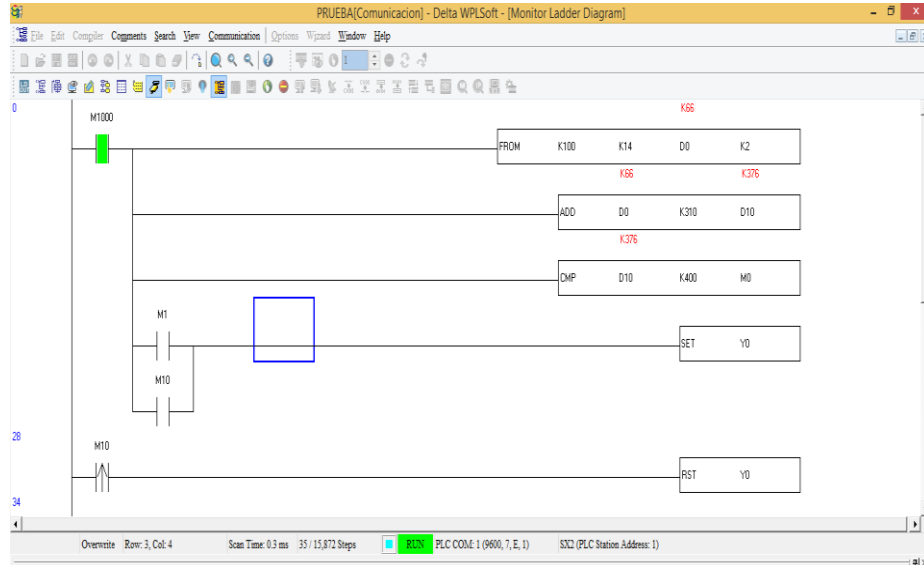 PRUEBA[Comunicacion] - Delta WPLSoft - [Monitor Ladder Diagram]
File Edit Compiler Comments Search View Communication Options Wizard Window Help
1
0
K66
M1000
FROM K100 K14 D0 K2
K66 K376
ADD D0 K310 D10
K376
CMP D10 K400 M0
M1
SET Y0
M10
28
M10
RST Y0
34
Overwrite Row: 3, Col: 4 Scan Time: 0.3 ms 35 / 15,872 Steps RUN PLC COM: 1 (9600, 7, E, 1) SX2 (PLC Station Address: 1)